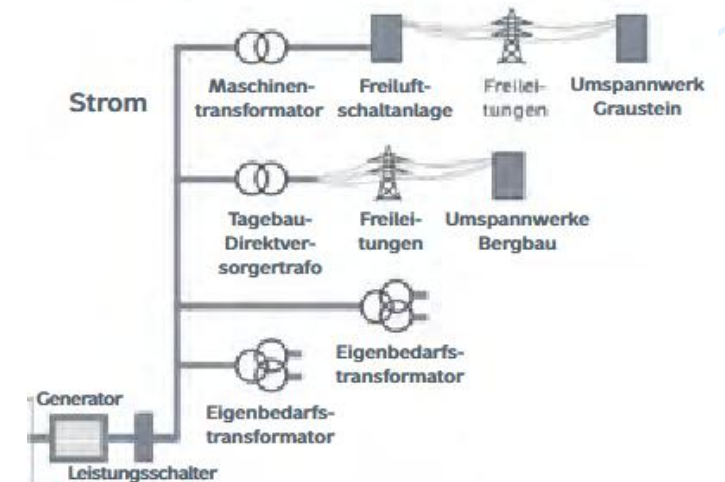 Strom
Maschinen-
transformator
Freiluft-
schaltanlage
Freilei-
tungen
Umspannwerk
Graustein
Tagebau-
Direktver-
sorgertrafo
Freilei-
tungen
Umspannwerke
Bergbau
Eigenbedarfs-
transformator
Eigenbedarfs-
transformator
Generator
Leistungsschalter